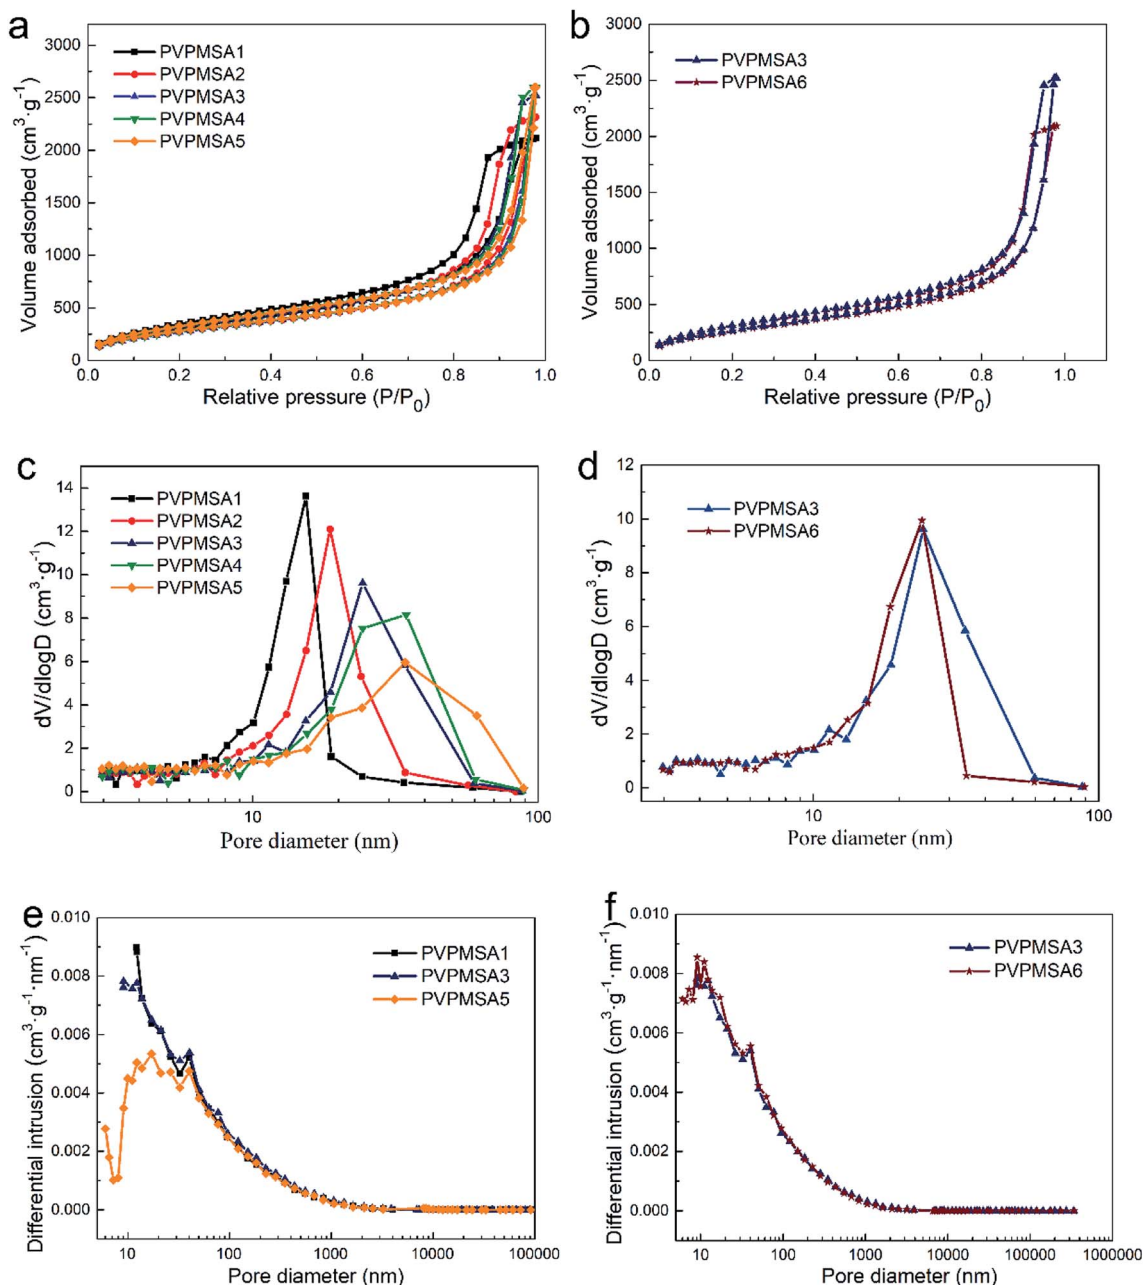 a
3000
2500
2000
1500
1000
500
0
Volume adsorbed (cm³·g⁻¹)
PVPMSA1
PVPMSA2
PVPMSA3
PVPMSA4
PVPMSA5
0.0 0.2 0.4 0.6 0.8 1.0
Relative pressure (P/P₀)
b
3000
2500
2000
1500
1000
500
0
Volume adsorbed (cm³·g⁻¹)
PVPMSA3
PVPMSA6
0.0 0.2 0.4 0.6 0.8 1.0
Relative pressure (P/P₀)
c
14
12
10
8
6
4
2
0
dV/dlogD (cm³·g⁻¹)
PVPMSA1
PVPMSA2
PVPMSA3
PVPMSA4
PVPMSA5
10 100
Pore diameter (nm)
d
12
10
8
6
4
2
0
dV/dlogD (cm³·g⁻¹)
PVPMSA3
PVPMSA6
10 100
Pore diameter (nm)
e
0.010
0.008
0.006
0.004
0.002
0.000
Differential intrusion (cm³·g⁻¹·nm⁻¹)
PVPMSA1
PVPMSA3
PVPMSA5
10 100 1000 10000 100000
Pore diameter (nm)
f
0.010
0.008
0.006
0.004
0.002
0.000
Differential intrusion (cm³·g⁻¹·nm⁻¹)
PVPMSA3
PVPMSA6
10 100 1000 10000 100000 1000000
Pore diameter (nm)